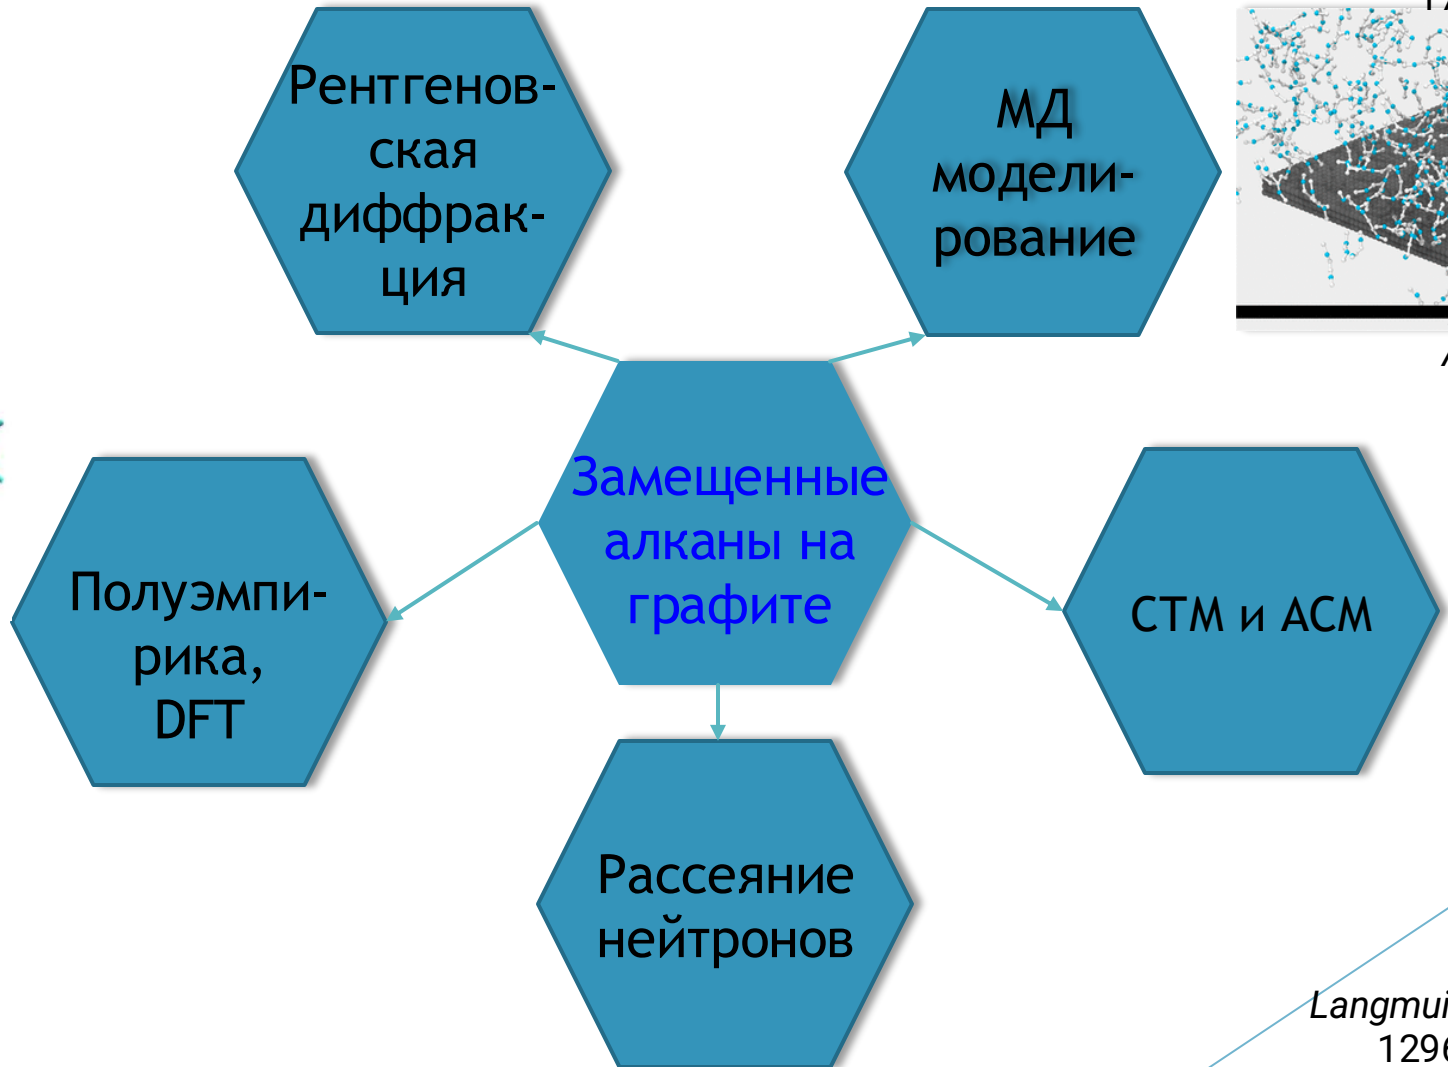 Рентгенов-
ская
диффрак-
ция
МД
модели-
рование
Замещенные
алканы на
графите
Полуэмпи-
рика,
DFT
СТМ и АСМ
Рассеяние
нейтронов